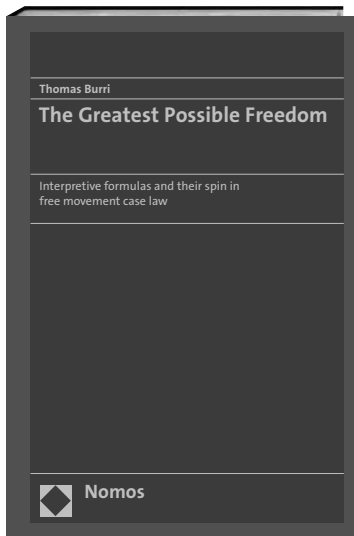 Thomas Burri
The Greatest Possible Freedom
Interpretive formulas and their spin in
free movement case law
Nomos